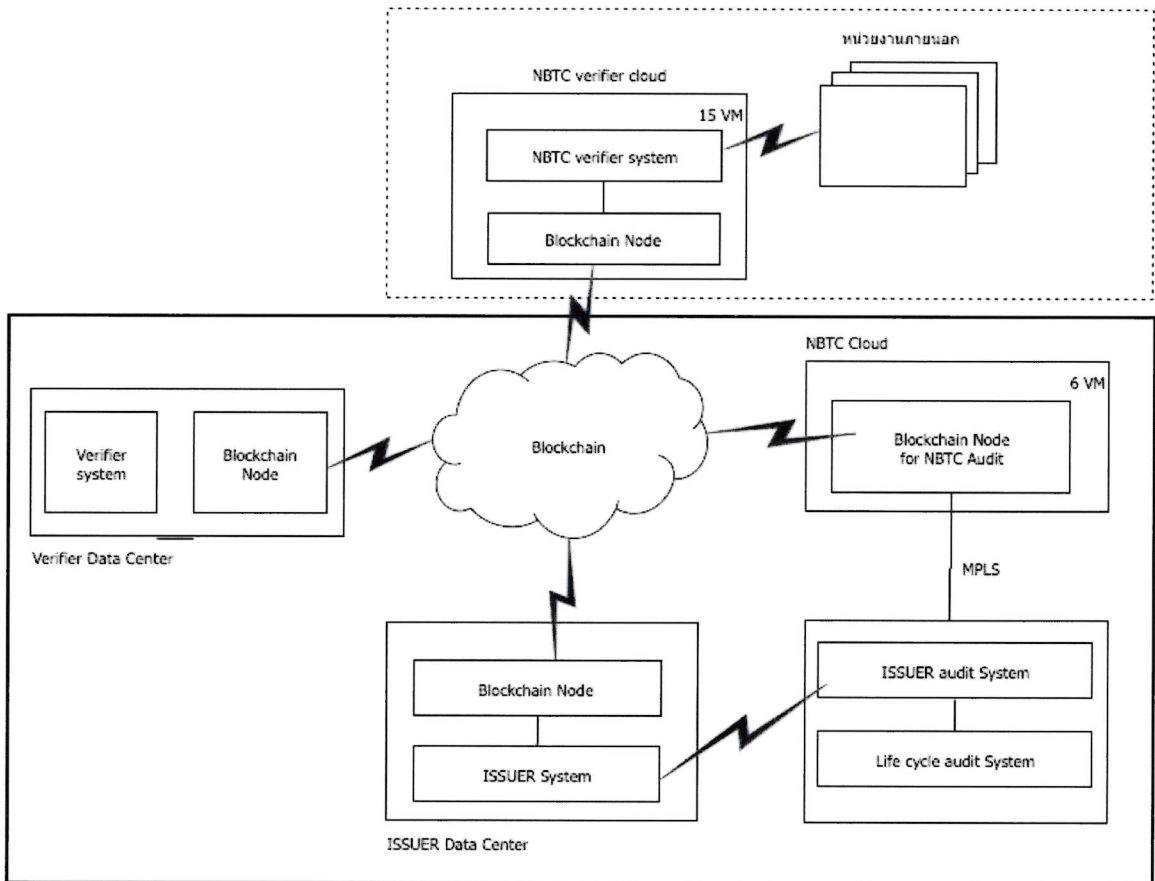 หน่วยงานภายนอก
NBTC verifier cloud
15 VM
NBTC verifier system
Blockchain Node
NBTC Cloud
6 VM
Blockchain Node
for NBTC Audit
Blockchain
Verifier
system
Blockchain
Node
Verifier Data Center
MPLS
Blockchain Node
ISSUER System
ISSUER Data Center
ISSUER audit System
Life cycle audit System